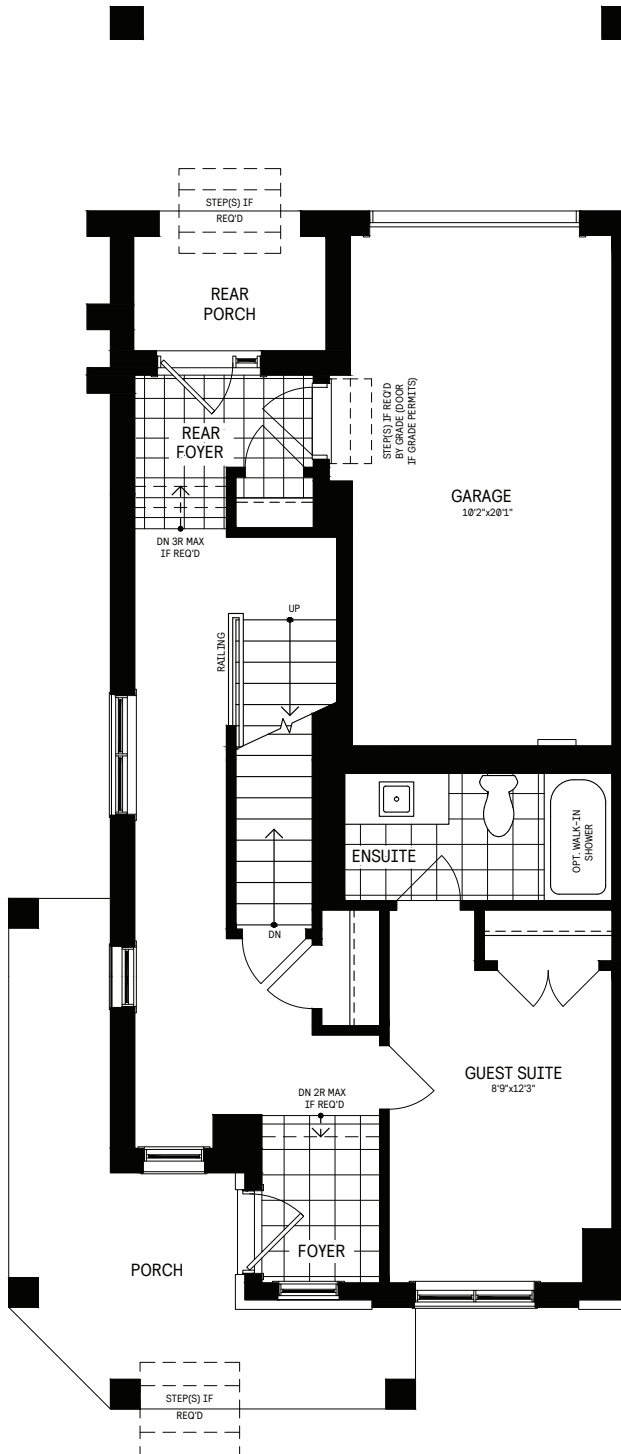 STEP(S) IF
REQ'D
REAR
PORCH
REAR
FOYER
STEP(S) IF REQ'D
BY GRADE (DOOR
IF GRADE PERMITS)
GARAGE
10'2"x20'1"
DN 3R MAX
IF REQ'D
UP
RAILING
ENSUITE
OPT. WALK-IN
SHOWER
DN
GUEST SUITE
8'9"x12'3"
DN 2R MAX
IF REQ'D
FOYER
PORCH
STEP(S) IF
REQ'D